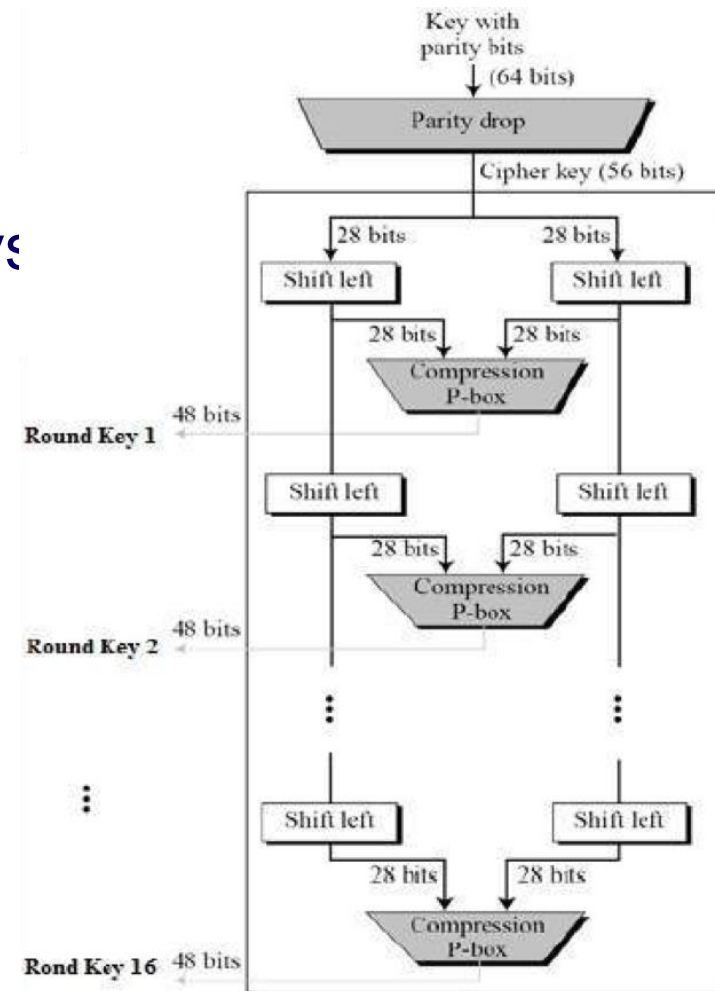 Key with
parity bits
(64 bits)
Parity drop
Cipher key (56 bits)
ys
28 bits 28 bits
Shift left Shift left
28 bits 28 bits
Compression
P-box
48 bits
Round Key 1
Shift left Shift left
28 bits 28 bits
Compression
P-box
48 bits
Round Key 2
Shift left Shift left
28 bits 28 bits
Compression
P-box
Rond Key 16 48 bits